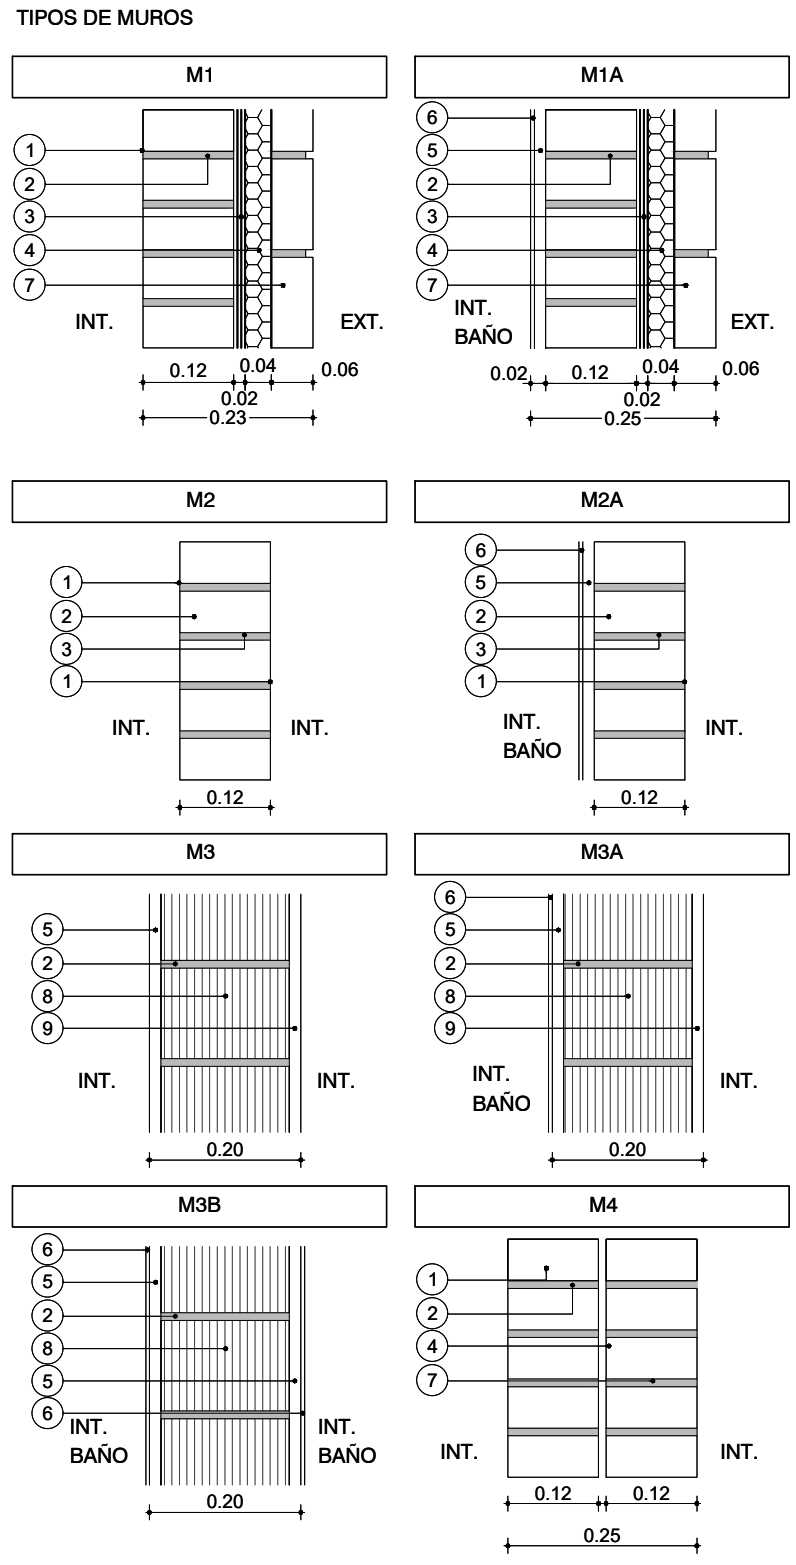 TIPOS DE MUROS
M1
1
2
3
4
7
INT.
EXT.
0.12
0.04
0.06
0.02
0.23
M1A
6
5
2
3
4
7
INT.
BAÑO
EXT.
0.02
0.12
0.04
0.06
0.02
0.25
M2
1
2
3
1
INT.
INT.
0.12
M2A
6
5
2
3
1
INT.
BAÑO
INT.
0.12
M3
5
2
8
9
INT.
INT.
0.20
M3A
6
5
2
8
9
INT.
BAÑO
INT.
0.20
M3B
6
5
2
8
5
6
INT.
BAÑO
INT.
BAÑO
0.20
M4
1
2
4
7
INT.
INT.
0.12
0.12
0.25